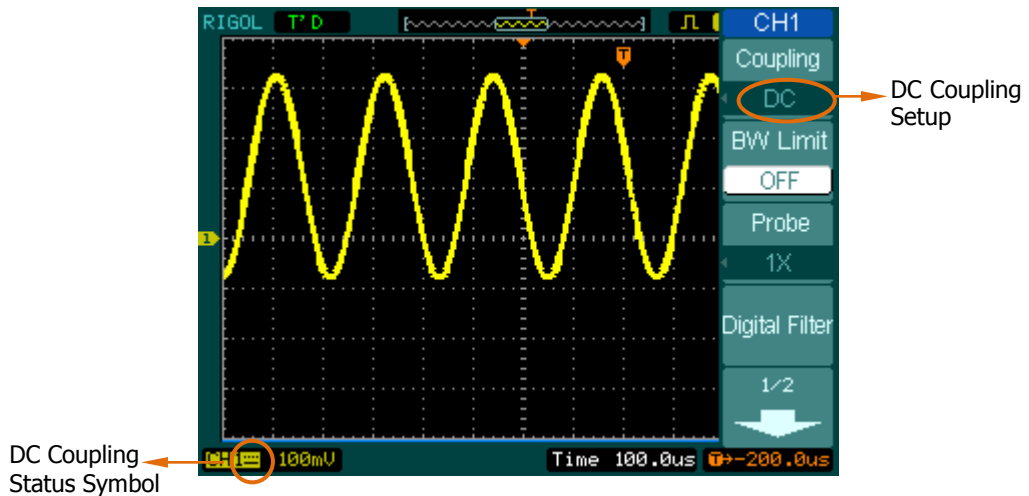 RIGOL T'D T CH1
Coupling
DC
DC Coupling
Setup
BW Limit
OFF
Probe
1X
Digital Filter
1/2
T
1
DC Coupling
Status Symbol
CH1 100mV Time 100.0us T→-200.0us